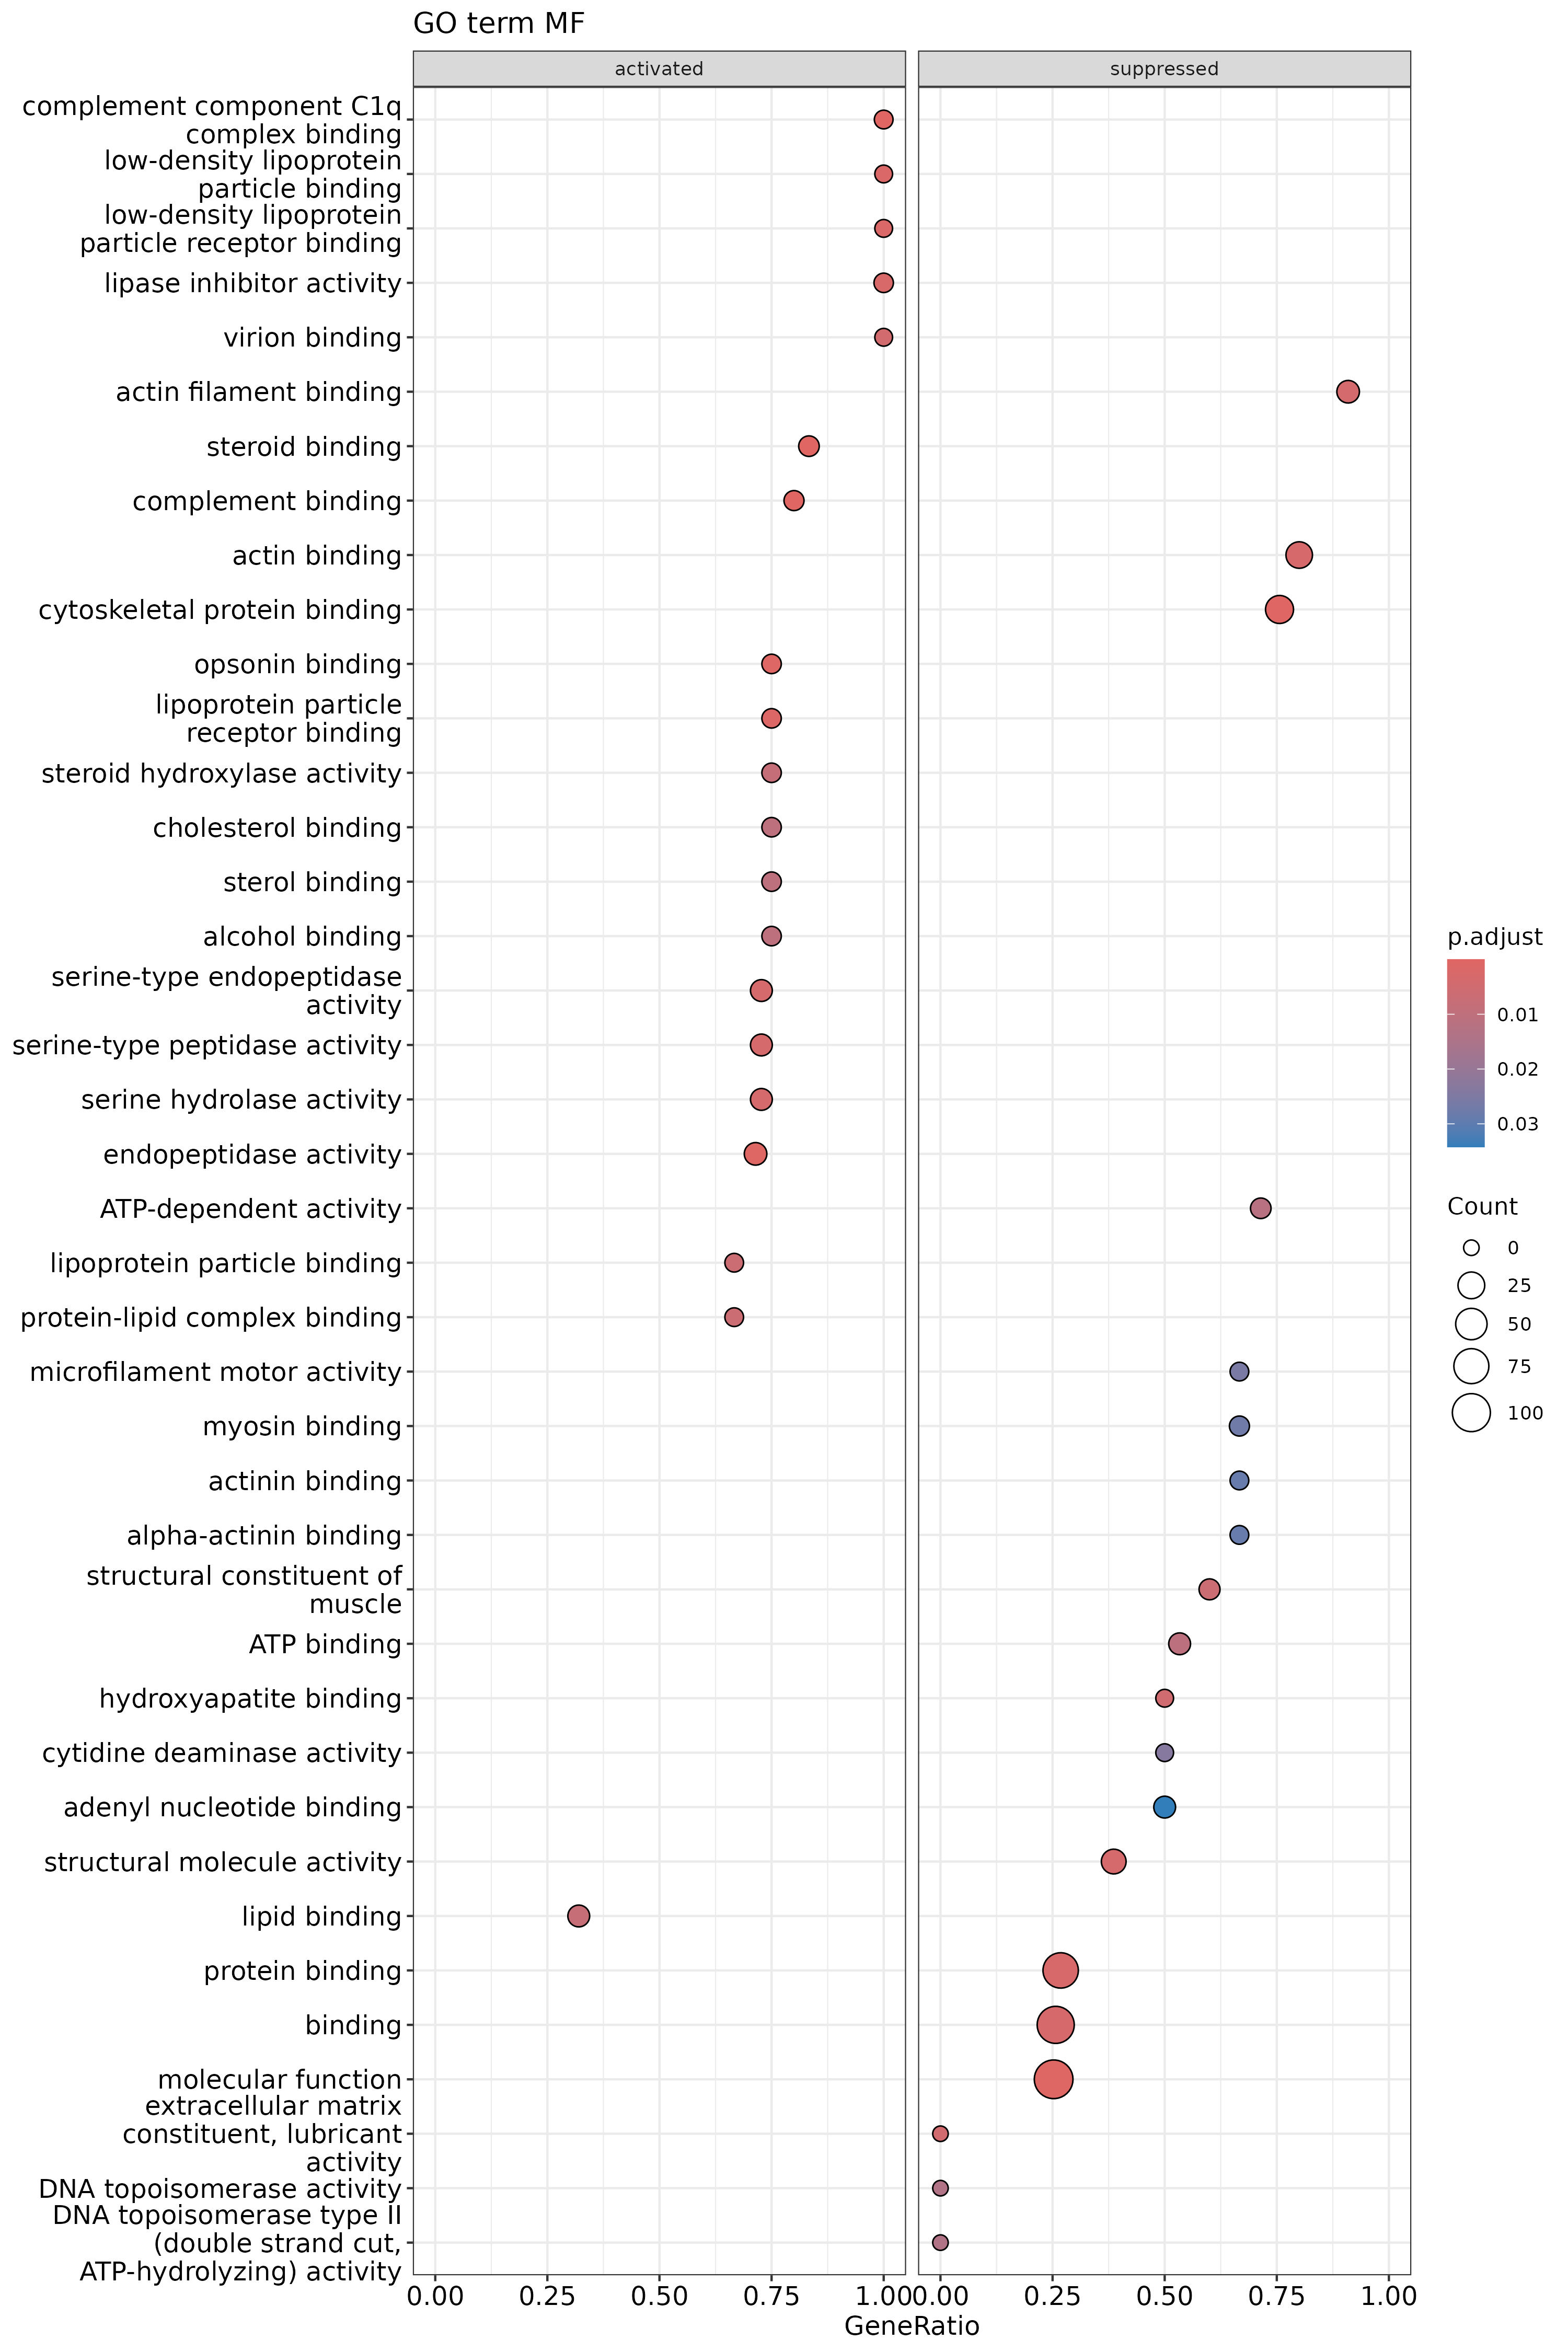 GO term MF
activated
suppressed
complement component C1q
complex binding
low-density lipoprotein
particle binding
low-density lipoprotein
particle receptor binding
lipase inhibitor activity
virion binding
actin filament binding
steroid binding
complement binding
actin binding
cytoskeletal protein binding
opsonin binding
lipoprotein particle
receptor binding
steroid hydroxylase activity
cholesterol binding
sterol binding
alcohol binding
serine-type endopeptidase
activity
serine-type peptidase activity
serine hydrolase activity
endopeptidase activity
ATP-dependent activity
lipoprotein particle binding
protein-lipid complex binding
microfilament motor activity
myosin binding
actinin binding
alpha-actinin binding
structural constituent of
muscle
ATP binding
hydroxyapatite binding
cytidine deaminase activity
adenyl nucleotide binding
structural molecule activity
lipid binding
protein binding
binding
molecular function
extracellular matrix
constituent, lubricant
activity
DNA topoisomerase activity
DNA topoisomerase type II
(double strand cut,
ATP-hydrolyzing) activity
0.00 0.25 0.50 0.75 1.00
0.00 0.25 0.50 0.75 1.00
GeneRatio
p.adjust
0.01
0.02
0.03
Count
0
25
50
75
100